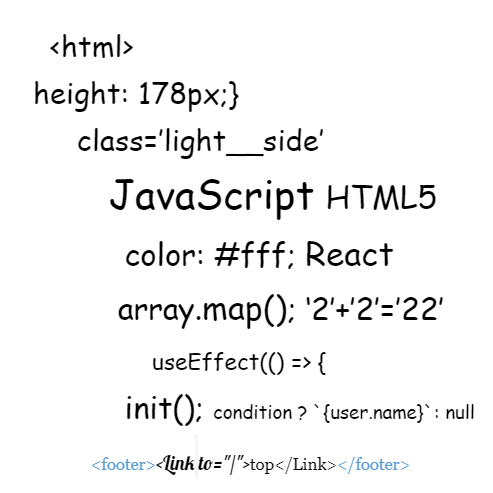 <html>
height: 178px;}
class='light__side'
JavaScript HTML5
color: #fff; React
array.map(); '2'+'2'='22'
useEffect(() => {
init(); condition ? `{user.name}`: null
<footer><Link to="/">top</Link></footer>